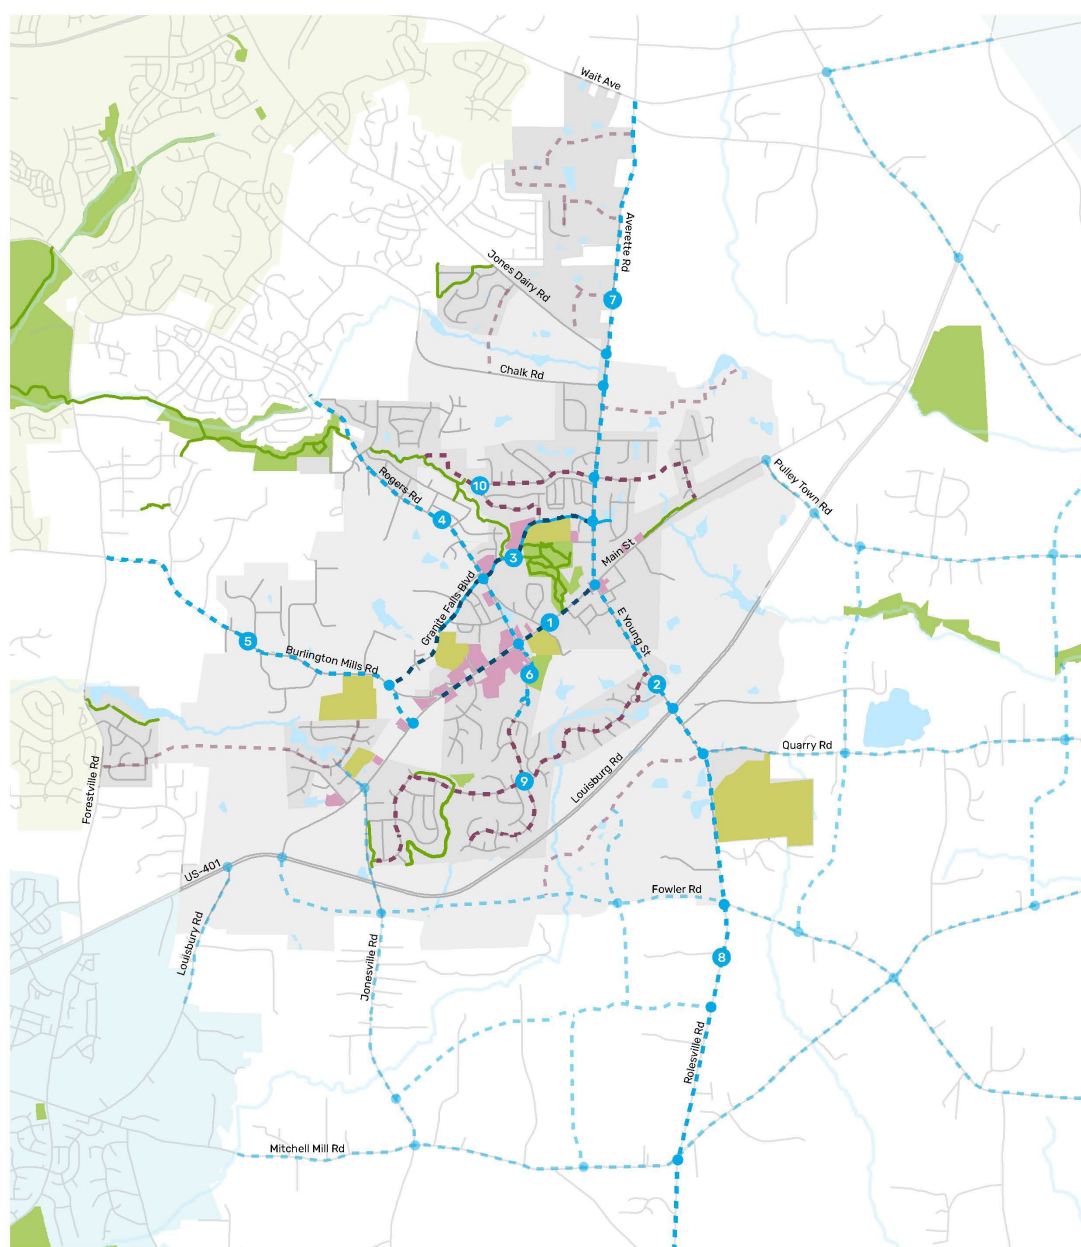 Wait Ave
Averette Rd
Jones Dairy Rd
7
Chalk Rd
Pulley Town Rd
Rogers Rd
10
4
3
Main St
Granite Falls Blvd
1
E Young St
5
Burlington Mills Rd
6
2
Quarry Rd
Forestville Rd
9
Louisburg Rd
US-401
Fowler Rd
Louisbury Rd
Jonesville Rd
8
Rolesville Rd
Mitchell Mill Rd